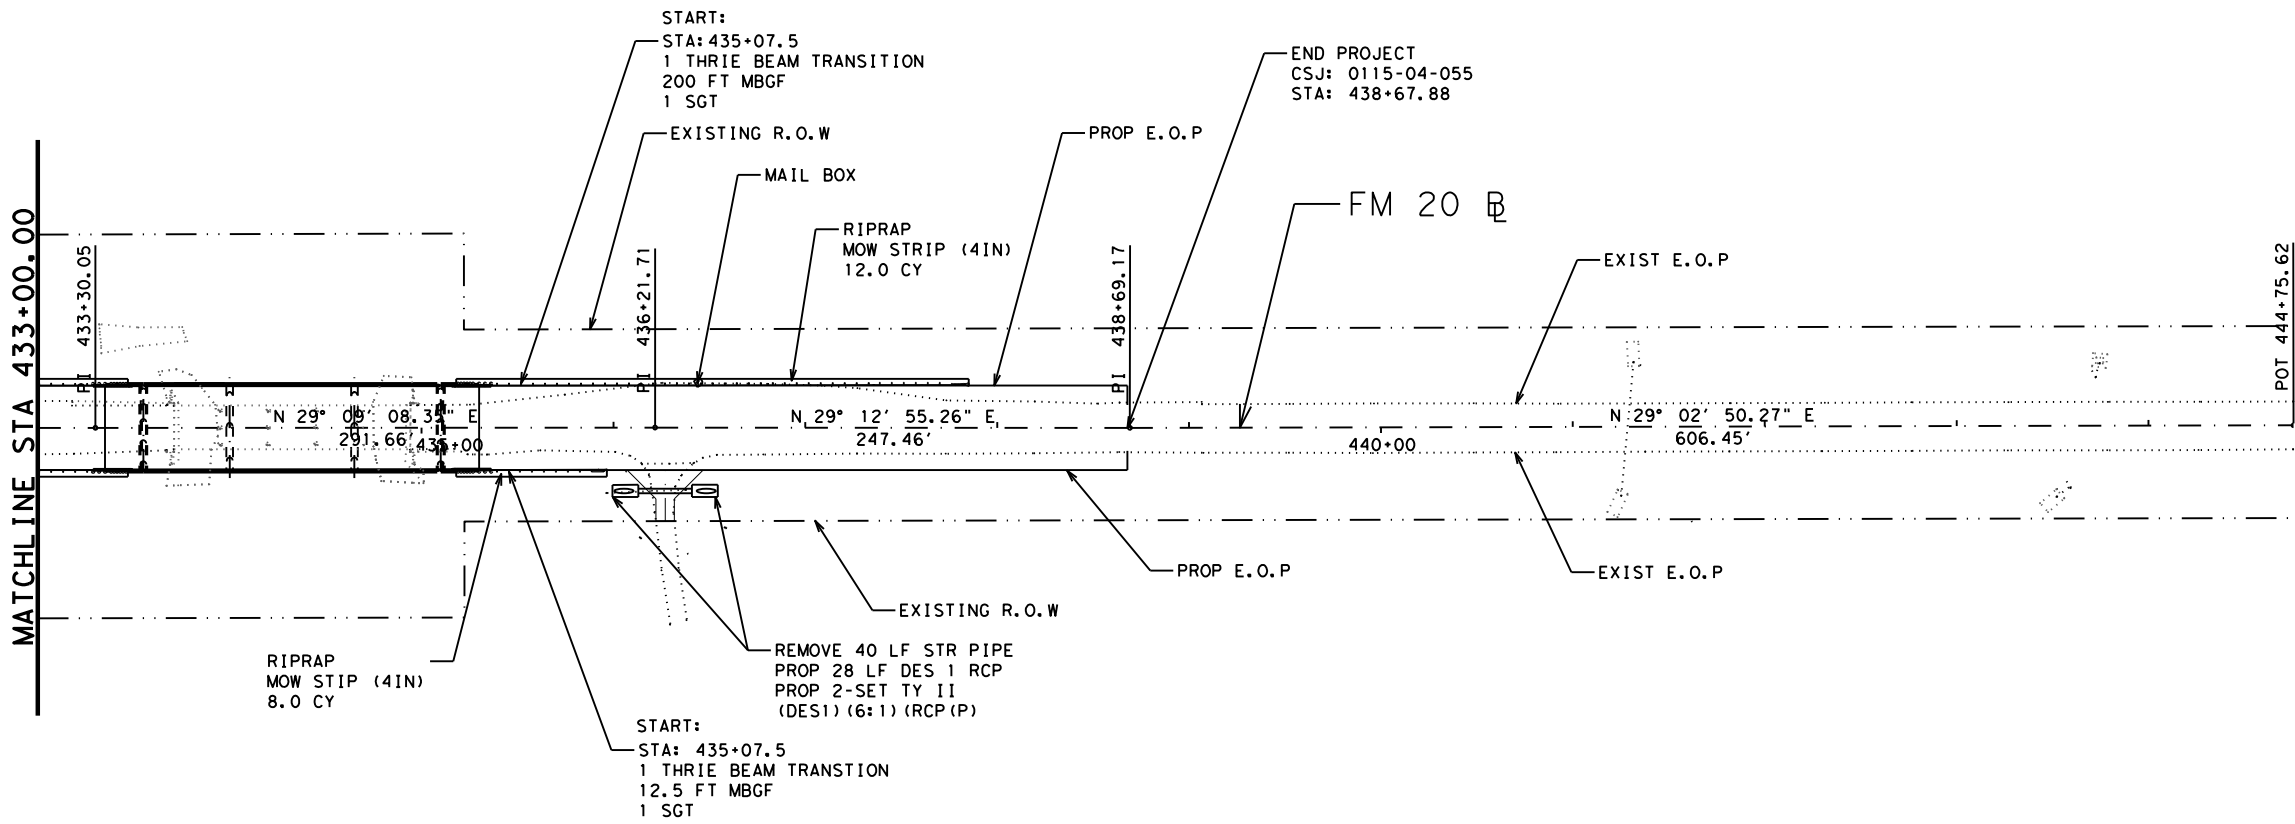 START:
STA:435+07.5
1 THRIE BEAM TRANSITION
200 FT MBGF
1 SGT
END PROJECT
CSJ: 0115-04-055
STA: 438+67.88
EXISTING R.O.W
PROP E.O.P
MAIL BOX
FM 20 BL
RIPRAP
MOW STRIP (4IN)
12.0 CY
EXIST E.O.P
MATCHLINE STA 433+00.00
PI 433+30.05
PI 436+21.71
PI 438+69.17
POT 444+75.62
N 29° 09' 08.35" E
291.66'
435+00
N 29° 12' 55.26" E
247.46'
440+00
N 29° 02' 50.27" E
606.45'
PROP E.O.P
EXIST E.O.P
EXISTING R.O.W
RIPRAP
MOW STIP (4IN)
8.0 CY
REMOVE 40 LF STR PIPE
PROP 28 LF DES 1 RCP
PROP 2-SET TY II
(DES1)(6:1)(RCP(P)
START:
STA: 435+07.5
1 THRIE BEAM TRANSTION
12.5 FT MBGF
1 SGT